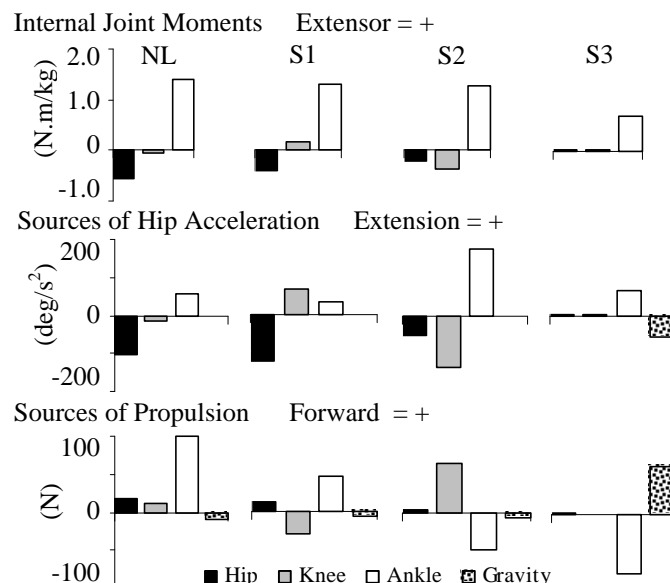 Internal Joint Moments Extensor = +
NL S1 S2 S3
(N.m/kg)
2.0
1.0
0
-1.0
Sources of Hip Acceleration Extension = +
(deg/s²)
200
0
-200
Sources of Propulsion Forward = +
(N)
100
0
-100
Hip Knee Ankle Gravity